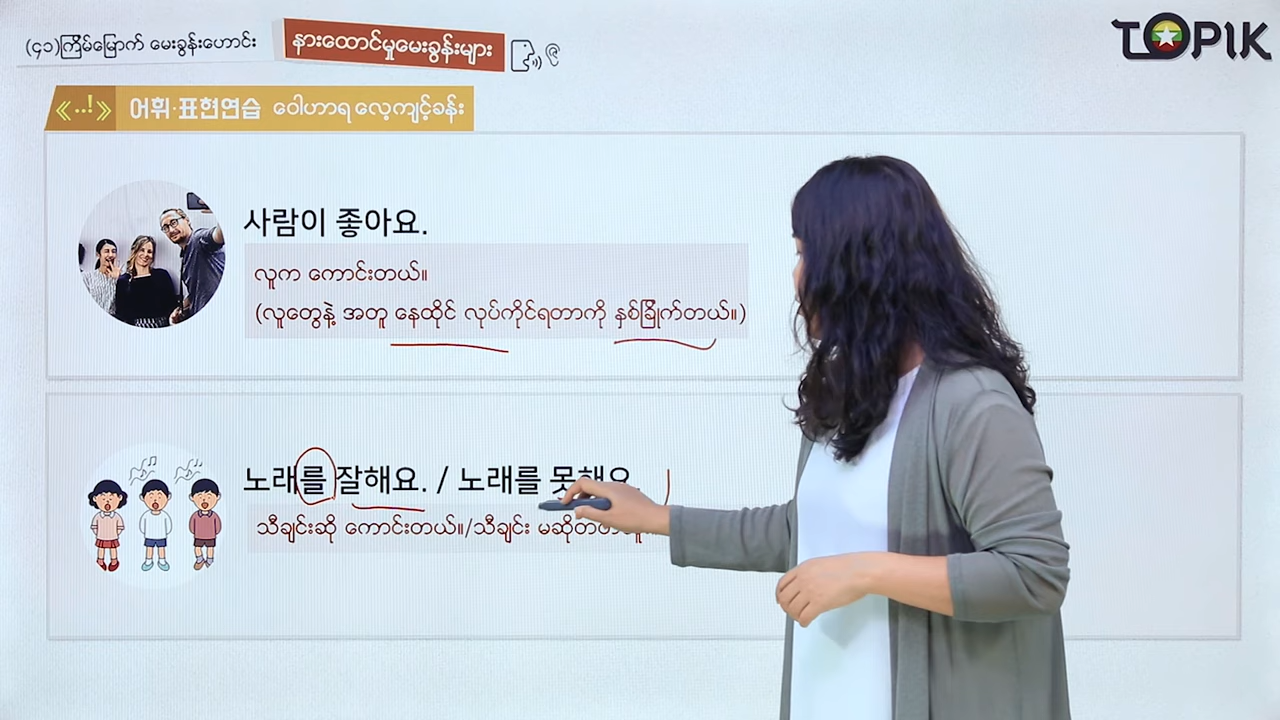 (၄၁)ကြိမ်မြောက် မေးခွန်းဟောင်း
နားထောင်မှုမေးခွန်းများ
၉
TOPIK
어휘·표현연습 ဝေါဟာရ လေ့ကျင့်ခန်း
사람이 좋아요.
လူက ကောင်းတယ်။
(လူတွေနဲ့ အတူ နေထိုင် လုပ်ကိုင်ရတာကို နှစ်ခြိုက်တယ်။)
노래를 잘해요. / 노래를 못해요.
သီချင်းဆို ကောင်းတယ်။/သီချင်း